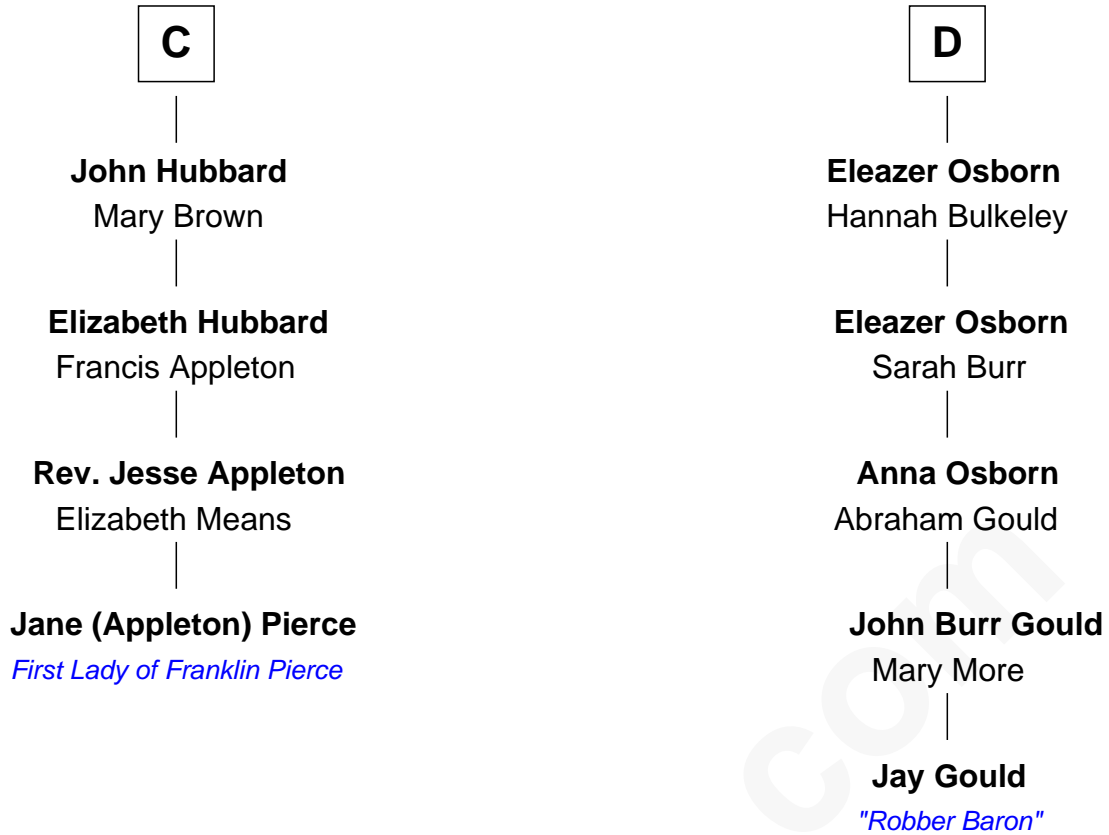 C
John Hubbard
Mary Brown
Elizabeth Hubbard
Francis Appleton
Rev. Jesse Appleton
Elizabeth Means
Jane (Appleton) Pierce
First Lady of Franklin Pierce
D
Eleazer Osborn
Hannah Bulkeley
Eleazer Osborn
Sarah Burr
Anna Osborn
Abraham Gould
John Burr Gould
Mary More
Jay Gould
"Robber Baron"
com